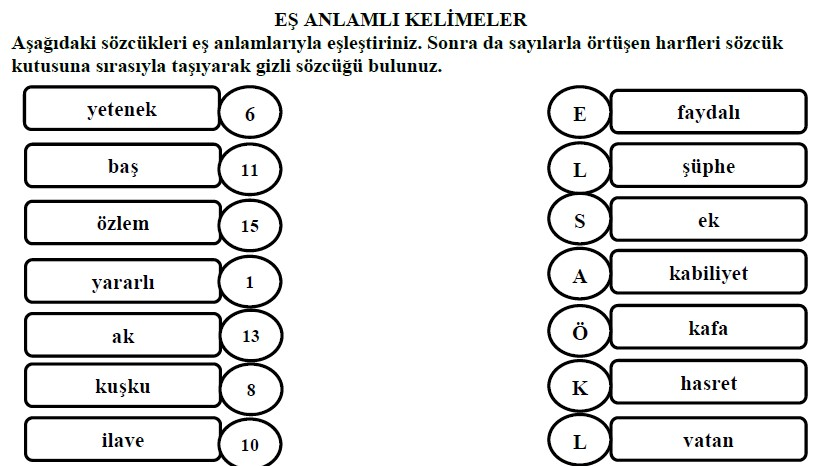 EŞ ANLAMLI KELİMELER
Aşağıdaki sözcükleri eş anlamlarıyla eşleştiriniz. Sonra da sayılarla örtüşen harfleri sözcük
kutusuna sırasıyla taşıyarak gizli sözcüğü bulunuz.
yetenek 6 E faydalı
baş 11 L şüphe
özlem 15 S ek
yararlı 1 A kabiliyet
ak 13 Ö kafa
kuşku 8 K hasret
ilave 10 L vatan